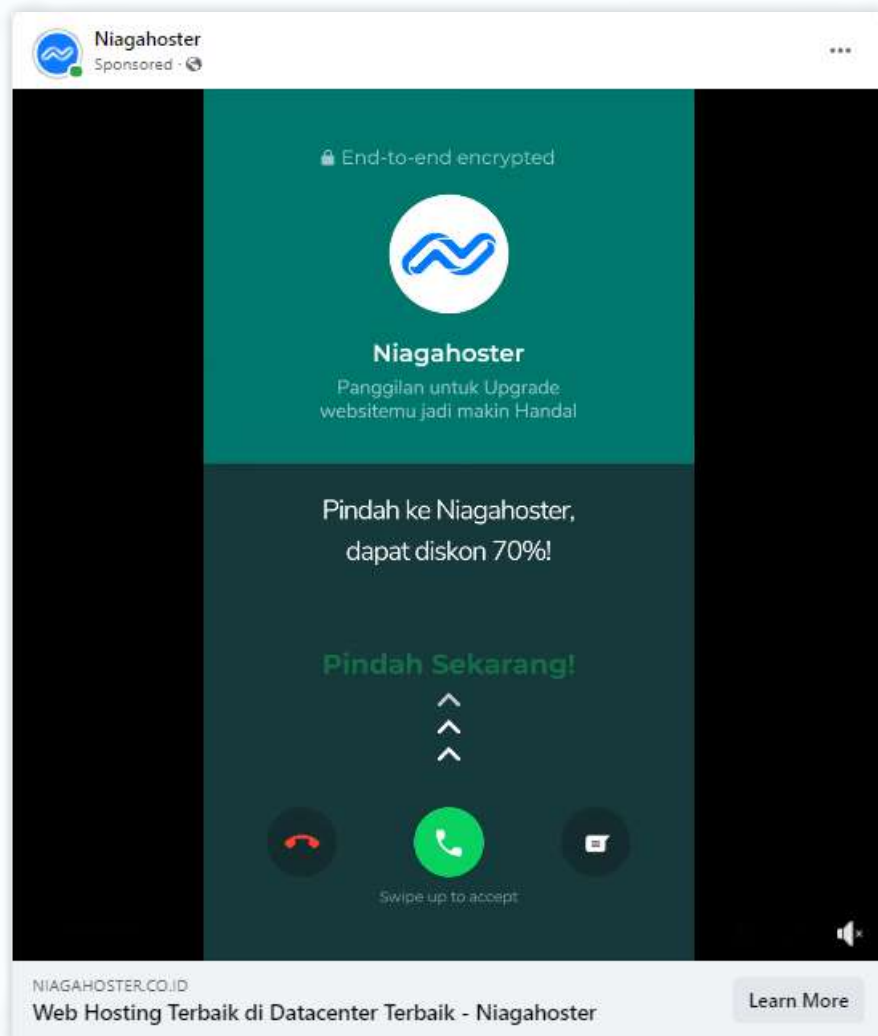 Niagahoster
Sponsored ·
End-to-end encrypted
Niagahoster
Panggilan untuk Upgrade
websitemu jadi makin Handal
Pindah ke Niagahoster,
dapat diskon 70%!
Pindah Sekarang!
Swipe up to accept
NIAGAHOSTER.CO.ID
Web Hosting Terbaik di Datacenter Terbaik - Niagahoster
Learn More